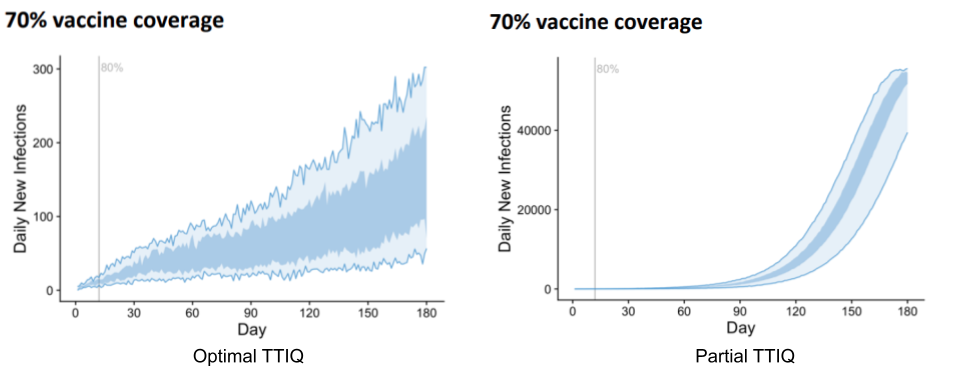 70% vaccine coverage
80%
300
200
100
0
Daily New Infections
0 30 60 90 120 150 180
Day
Optimal TTIQ
70% vaccine coverage
80%
40000
20000
0
Daily New Infections
0 30 60 90 120 150 180
Day
Partial TTIQ